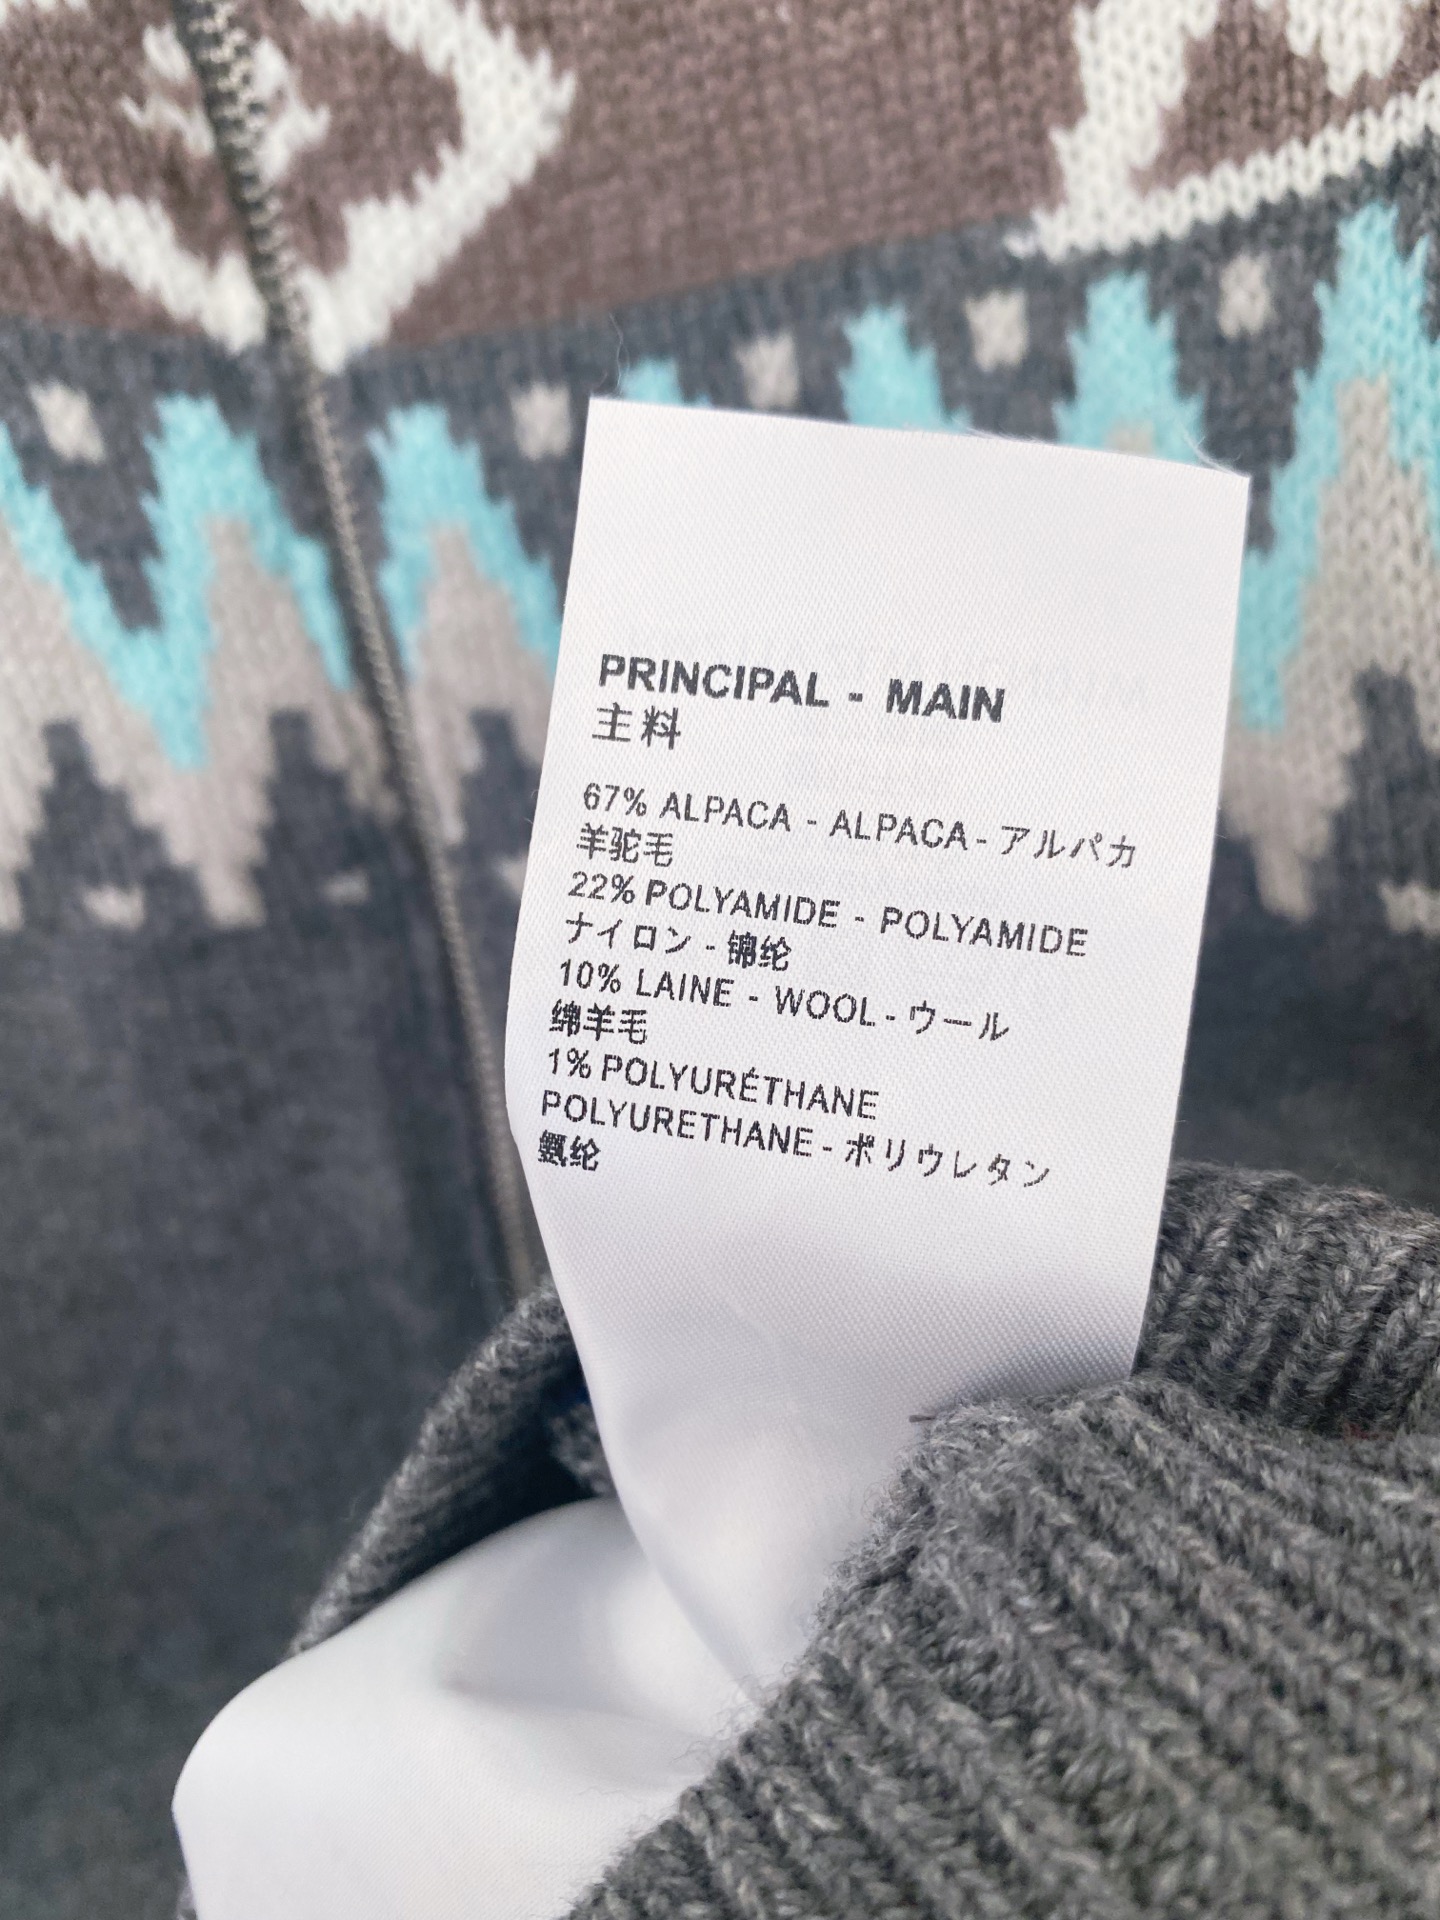 PRINCIPAL - MAIN
主料
67% ALPACA - ALPACA - アルパカ
羊驼毛
22% POLYAMIDE - POLYAMIDE
ナイロン - 锦纶
10% LAINE - WOOL - ウール
绵羊毛
1% POLYURÉTHANE
POLYURETHANE - ポリウレタン
氨纶